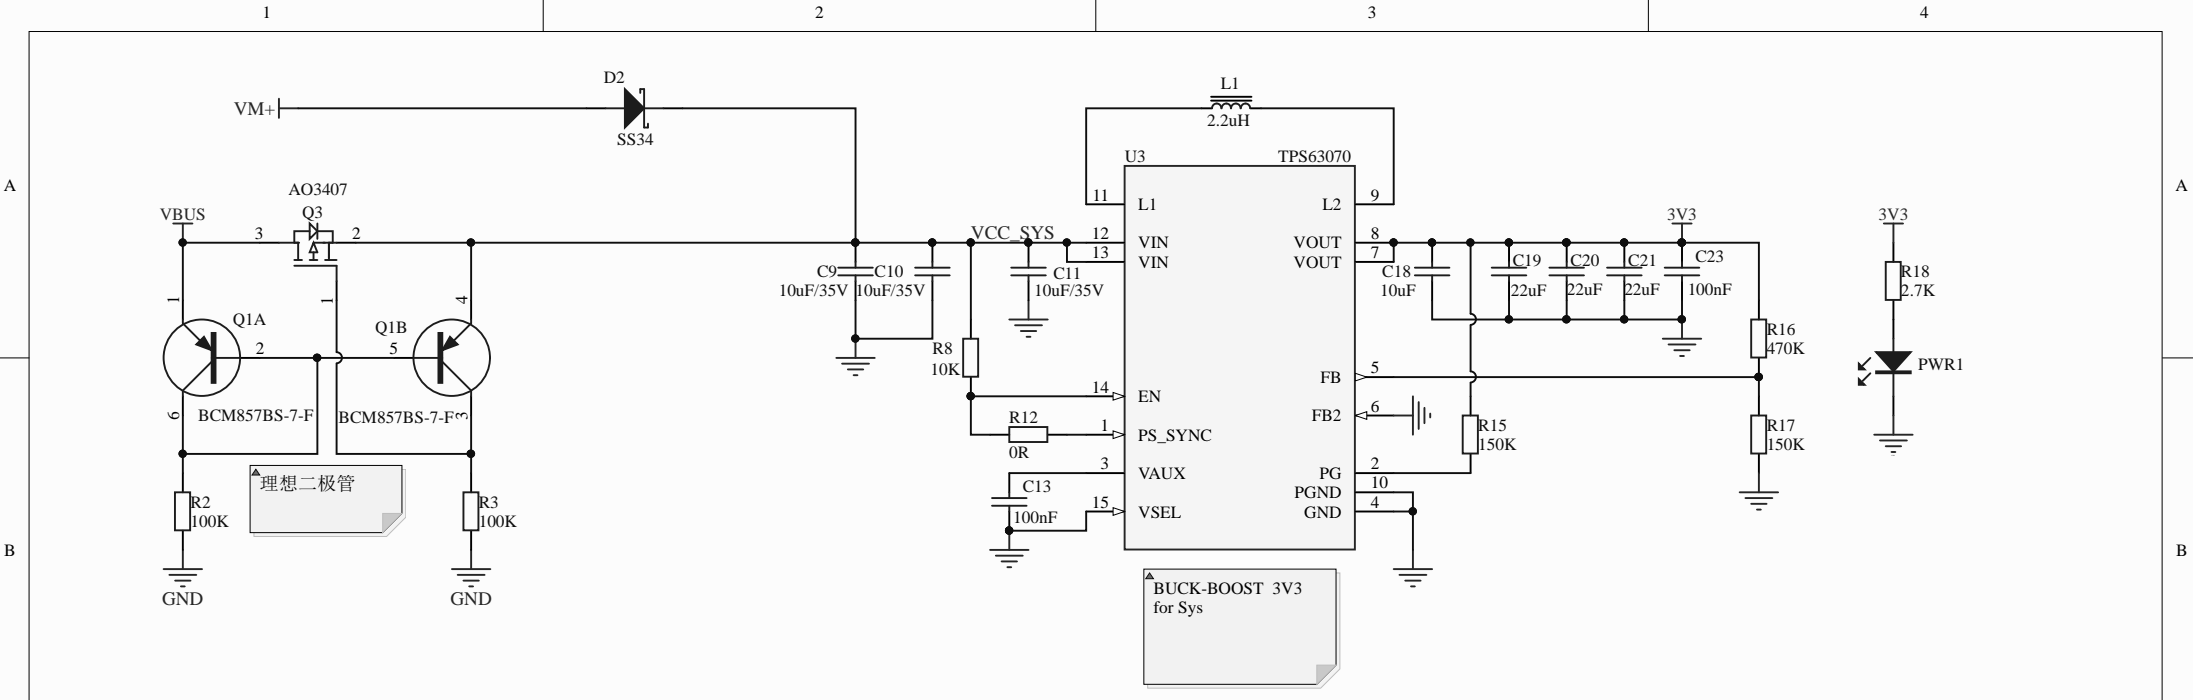 1 2 3 4
A A
B B
VM+
D2
SS34
VBUS
AO3407
Q3
3 2
1
1
4
Q1A
2
6
BCM857BS-7-F
Q1B
5
3
BCM857BS-7-F
R2
100K
GND
R3
100K
GND
理想二极管
VCC_SYS
C9
10uF/35V
C10
10uF/35V
C11
10uF/35V
R8
10K
R12
0R
C13
100nF
L1
2.2uH
U3 TPS63070
11 L1 L2 9
12 VIN VOUT 8
13 VIN VOUT 7
FB 5
14 EN
FB2 6
1 PS_SYNC
3 VAUX PG 2
PGND 10
15 VSEL GND 4
BUCK-BOOST 3V3
for Sys
C18
10uF
C19
22uF
C20
22uF
C21
22uF
3V3
C23
100nF
R15
150K
R16
470K
R17
150K
3V3
R18
2.7K
PWR1